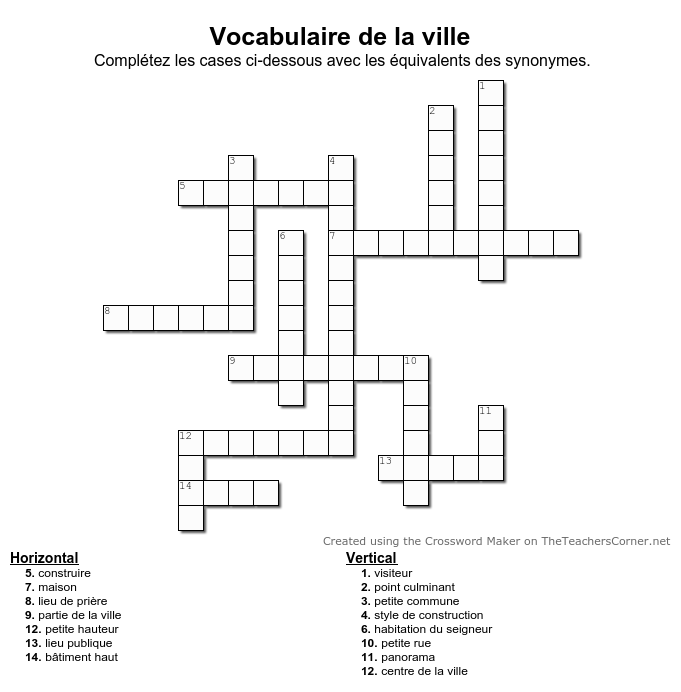 Vocabulaire de la ville
Complétez les cases ci-dessous avec les équivalents des synonymes.
1
2
3
4
5
6
7
8
9
10
11
12
13
14
Created using the Crossword Maker on TheTeachersCorner.net
Horizontal
5. construire
7. maison
8. lieu de prière
9. partie de la ville
12. petite hauteur
13. lieu publique
14. bâtiment haut
Vertical
1. visiteur
2. point culminant
3. petite commune
4. style de construction
6. habitation du seigneur
10. petite rue
11. panorama
12. centre de la ville